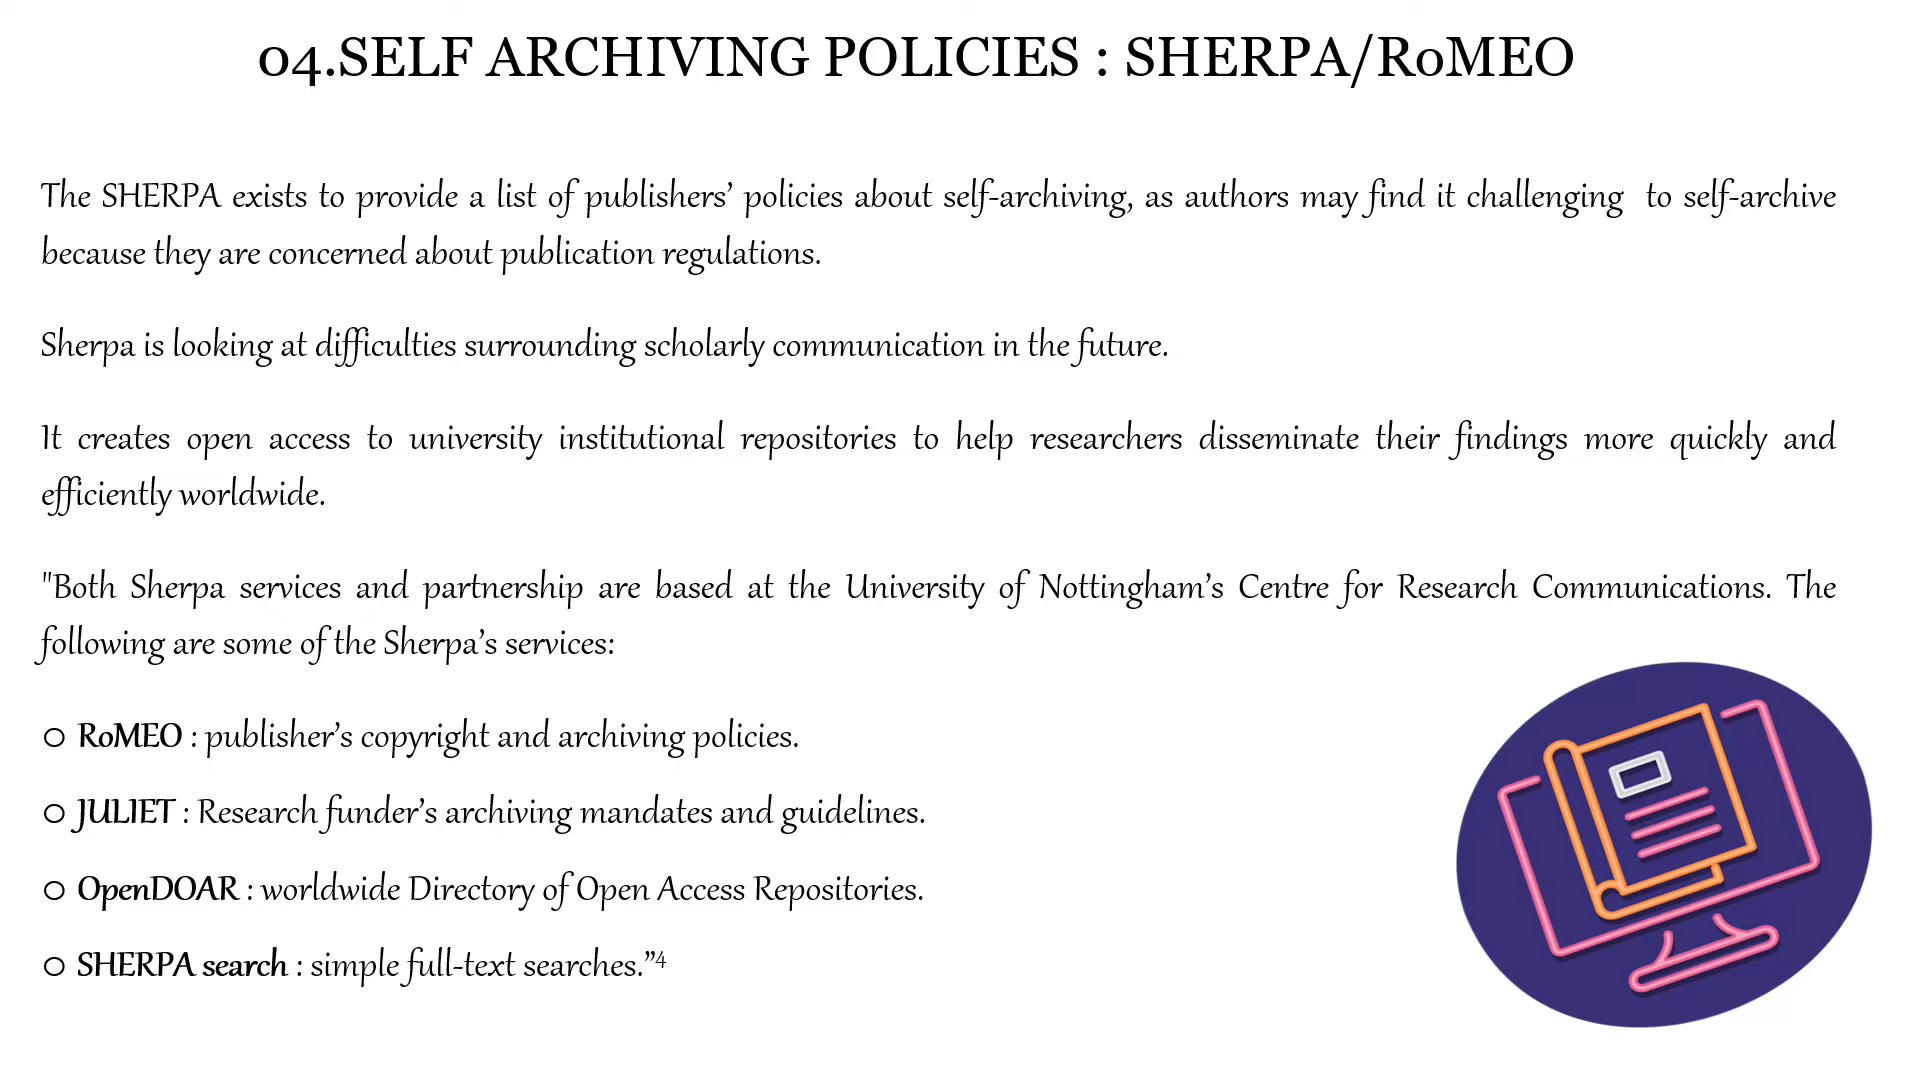 04.SELF ARCHIVING POLICIES : SHERPA/RoMEO
The SHERPA exists to provide a list of publishers’ policies about self-archiving, as authors may find it challenging to self-archive
because they are concerned about publication regulations.
Sherpa is looking at difficulties surrounding scholarly communication in the future.
It creates open access to university institutional repositories to help researchers disseminate their findings more quickly and
efficiently worldwide.
"Both Sherpa services and partnership are based at the University of Nottingham’s Centre for Research Communications. The
following are some of the Sherpa’s services:
o RoMEO : publisher’s copyright and archiving policies.
o JULIET : Research funder’s archiving mandates and guidelines.
o OpenDOAR : worldwide Directory of Open Access Repositories.
o SHERPA search : simple full-text searches.”⁴